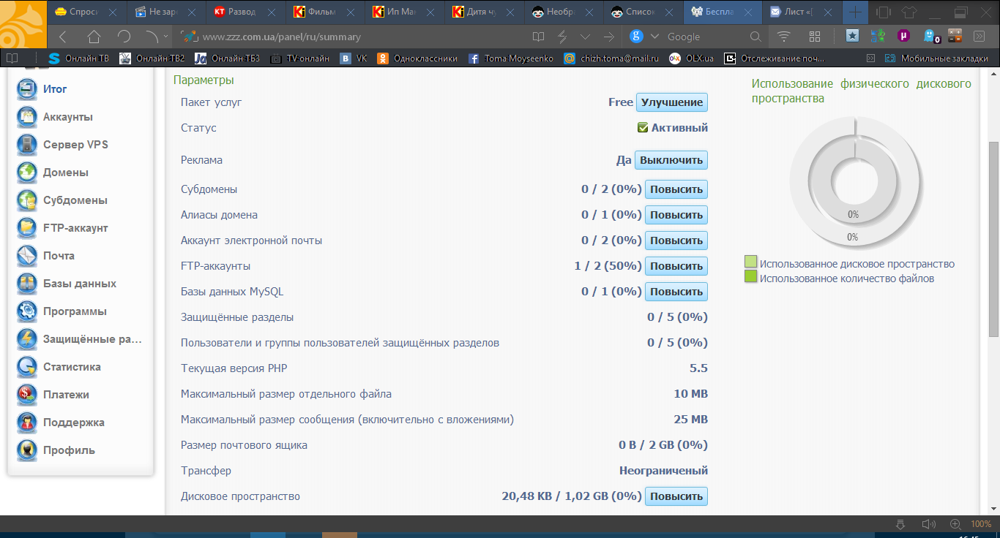 Спроси
Не заре
Развод
Фильм
Ип Ман
Дитя чу
Необра
Список
Беспла
Лист «[
www.zzz.com.ua/panel/ru/summary
Google
Онлайн ТВ
Онлайн ТВ2
Онлайн ТВ3
TV онлайн
VK
Одноклассники
Toma Moyseenko
chizh.toma@mail.ru
OLX.ua
Отслеживание поч...
Мобильные закладки
Итог
Аккаунты
Сервер VPS
Домены
Субдомены
FTP-аккаунт
Почта
Базы данных
Программы
Защищённые ра...
Статистика
Платежи
Поддержка
Профиль
Параметры
Пакет услуг Free Улучшение
Статус Активный
Реклама Да Выключить
Субдомены 0 / 2 (0%) Повысить
Алиасы домена 0 / 1 (0%) Повысить
Аккаунт электронной почты 0 / 2 (0%) Повысить
FTP-аккаунты 1 / 2 (50%) Повысить
Базы данных MySQL 0 / 1 (0%) Повысить
Защищённые разделы 0 / 5 (0%)
Пользователи и группы пользователей защищённых разделов 0 / 5 (0%)
Текущая версия PHP 5.5
Максимальный размер отдельного файла 10 MB
Максимальный размер сообщения (включительно с вложениями) 25 MB
Размер почтового ящика 0 B / 2 GB (0%)
Трансфер Неограниченый
Дисковое пространство 20,48 KB / 1,02 GB (0%) Повысить
Использование физического дискового
пространства
0%
0%
Использованное дисковое пространство
Использованное количество файлов
100%